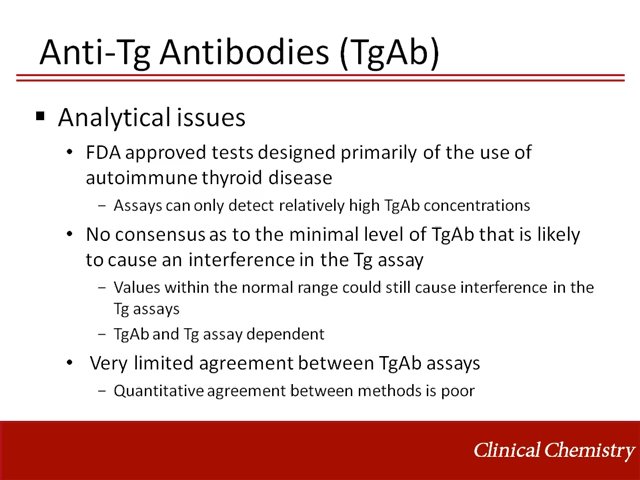 Anti-Tg Antibodies (TgAb)
▪ Analytical issues
• FDA approved tests designed primarily of the use of
autoimmune thyroid disease
– Assays can only detect relatively high TgAb concentrations
• No consensus as to the minimal level of TgAb that is likely
to cause an interference in the Tg assay
– Values within the normal range could still cause interference in the
Tg assays
– TgAb and Tg assay dependent
• Very limited agreement between TgAb assays
– Quantitative agreement between methods is poor
Clinical Chemistry